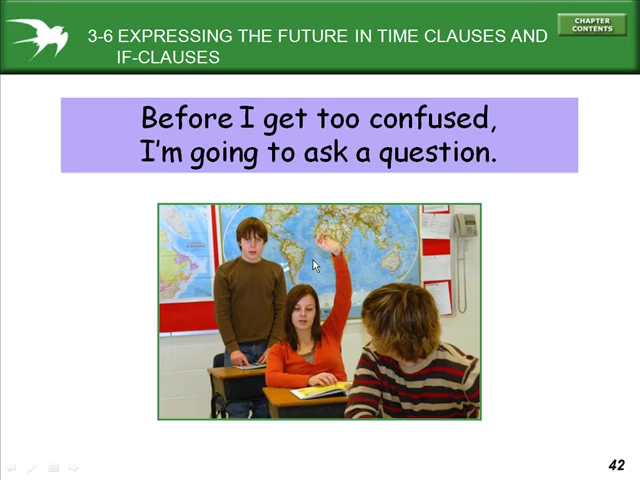 3-6 EXPRESSING THE FUTURE IN TIME CLAUSES AND
IF-CLAUSES
CHAPTER
CONTENTS
Before I get too confused,
I'm going to ask a question.
42